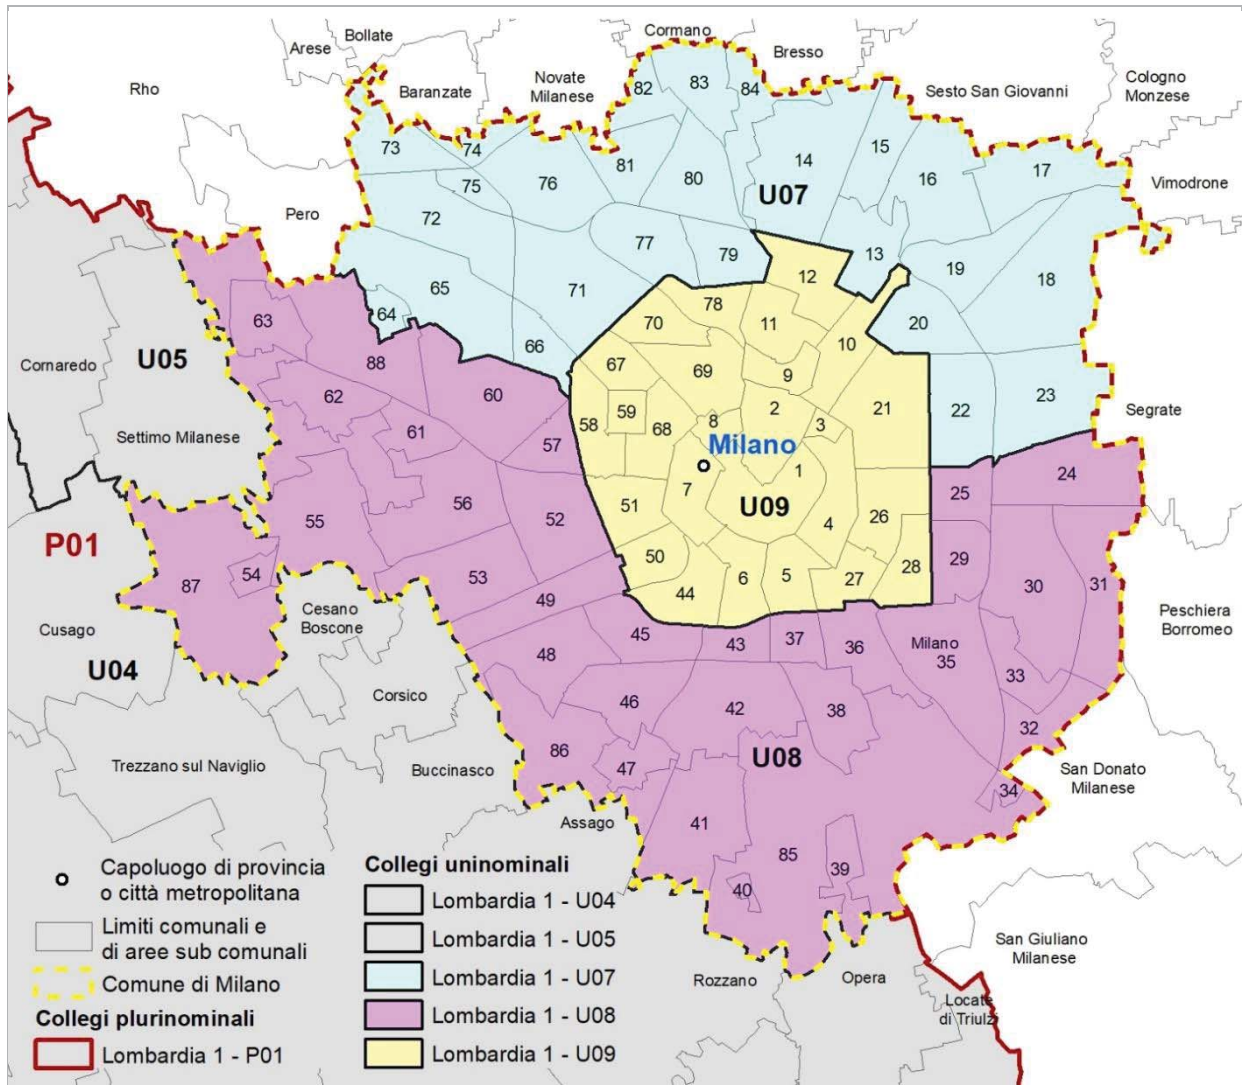 Bollate
Arese
Cormano
Bresso
Rho
Baranzate
Novate
Milanese
Sesto San Giovanni
Cologno
Monzese
82
83
84
73
74
75
76
81
80
14
15
16
17
Vimodrone
Pero
72
77
79
U07
13
12
19
18
63
64
65
71
78
70
11
20
10
66
Cornaredo
U05
88
67
69
9
62
60
58
59
68
8
2
3
21
22
23
Segrate
Settimo Milanese
61
57
Milano
7
1
U09
24
25
P01
55
56
52
51
4
26
87
54
53
50
44
6
5
27
28
29
30
31
Cusago
U04
Cesano
Boscone
49
45
43
37
36
Milano
35
Peschiera
Borromeo
Corsico
48
46
42
38
33
32
Trezzano sul Naviglio
Buccinasco
86
47
U08
San Donato
Milanese
34
Assago
41
85
39
40
Rozzano
Opera
San Giuliano
Milanese
Locate
di Triulzi
Capoluogo di provincia
o città metropolitana
Limiti comunali e
di aree sub comunali
Comune di Milano
Collegi plurinominali
Lombardia 1 - P01
Collegi uninominali
Lombardia 1 - U04
Lombardia 1 - U05
Lombardia 1 - U07
Lombardia 1 - U08
Lombardia 1 - U09